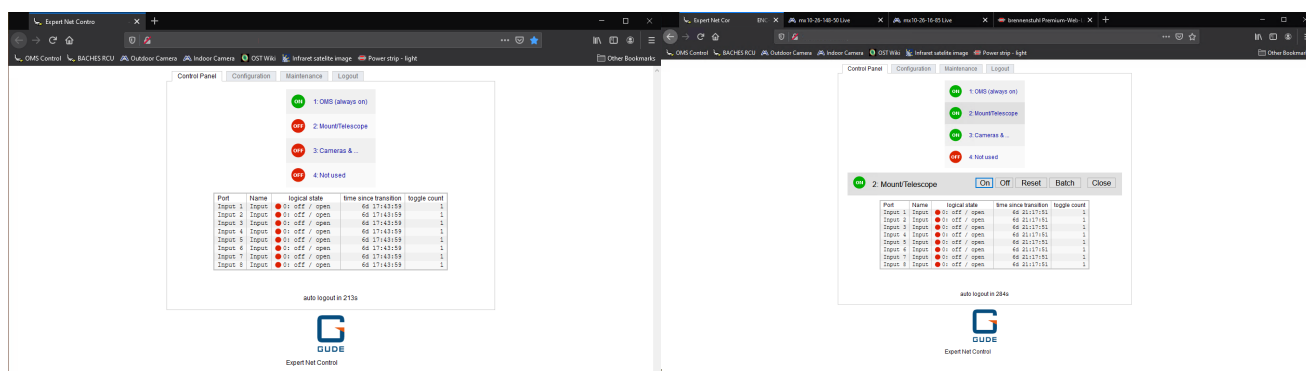 Expert Net Contro
OMS Control BACHES RCU Outdoor Camera Indoor Camera OST Wiki Infraret satelite image Power strip - light Other Bookmarks
Control Panel Configuration Maintenance Logout
ON 1: OMS (always on)
OFF 2: Mount/Telescope
OFF 3: Cameras & ...
OFF 4: Not used
Port Name logical state time since transition toggle count
Input 1 Input 0: off / open 6d 17:43:59 1
Input 2 Input 0: off / open 6d 17:43:59 1
Input 3 Input 0: off / open 6d 17:43:59 1
Input 4 Input 0: off / open 6d 17:43:59 1
Input 5 Input 0: off / open 6d 17:43:59 1
Input 6 Input 0: off / open 6d 17:43:59 1
Input 7 Input 0: off / open 6d 17:43:59 1
Input 8 Input 0: off / open 6d 17:43:59 1
auto logout in 213s
GUDE
Expert Net Control
Expert Net Cor ENC mx10-26-148-50 Live mx10-26-16-85 Live brennenstuhl Premium-Web-
OMS Control BACHES RCU Outdoor Camera Indoor Camera OST Wiki Infraret satelite image Power strip - light Other Bookmar
Control Panel Configuration Maintenance Logout
ON 1: OMS (always on)
ON 2: Mount/Telescope
ON 3: Cameras & ...
OFF 4: Not used
ON 2: Mount/Telescope On Off Reset Batch Close
Port Name logical state time since transition toggle count
Input 1 Input 0: off / open 6d 21:17:51 1
Input 2 Input 0: off / open 6d 21:17:51 1
Input 3 Input 0: off / open 6d 21:17:51 1
Input 4 Input 0: off / open 6d 21:17:51 1
Input 5 Input 0: off / open 6d 21:17:51 1
Input 6 Input 0: off / open 6d 21:17:51 1
Input 7 Input 0: off / open 6d 21:17:51 1
Input 8 Input 0: off / open 6d 21:17:51 1
auto logout in 284s
GUDE
Expert Net Control